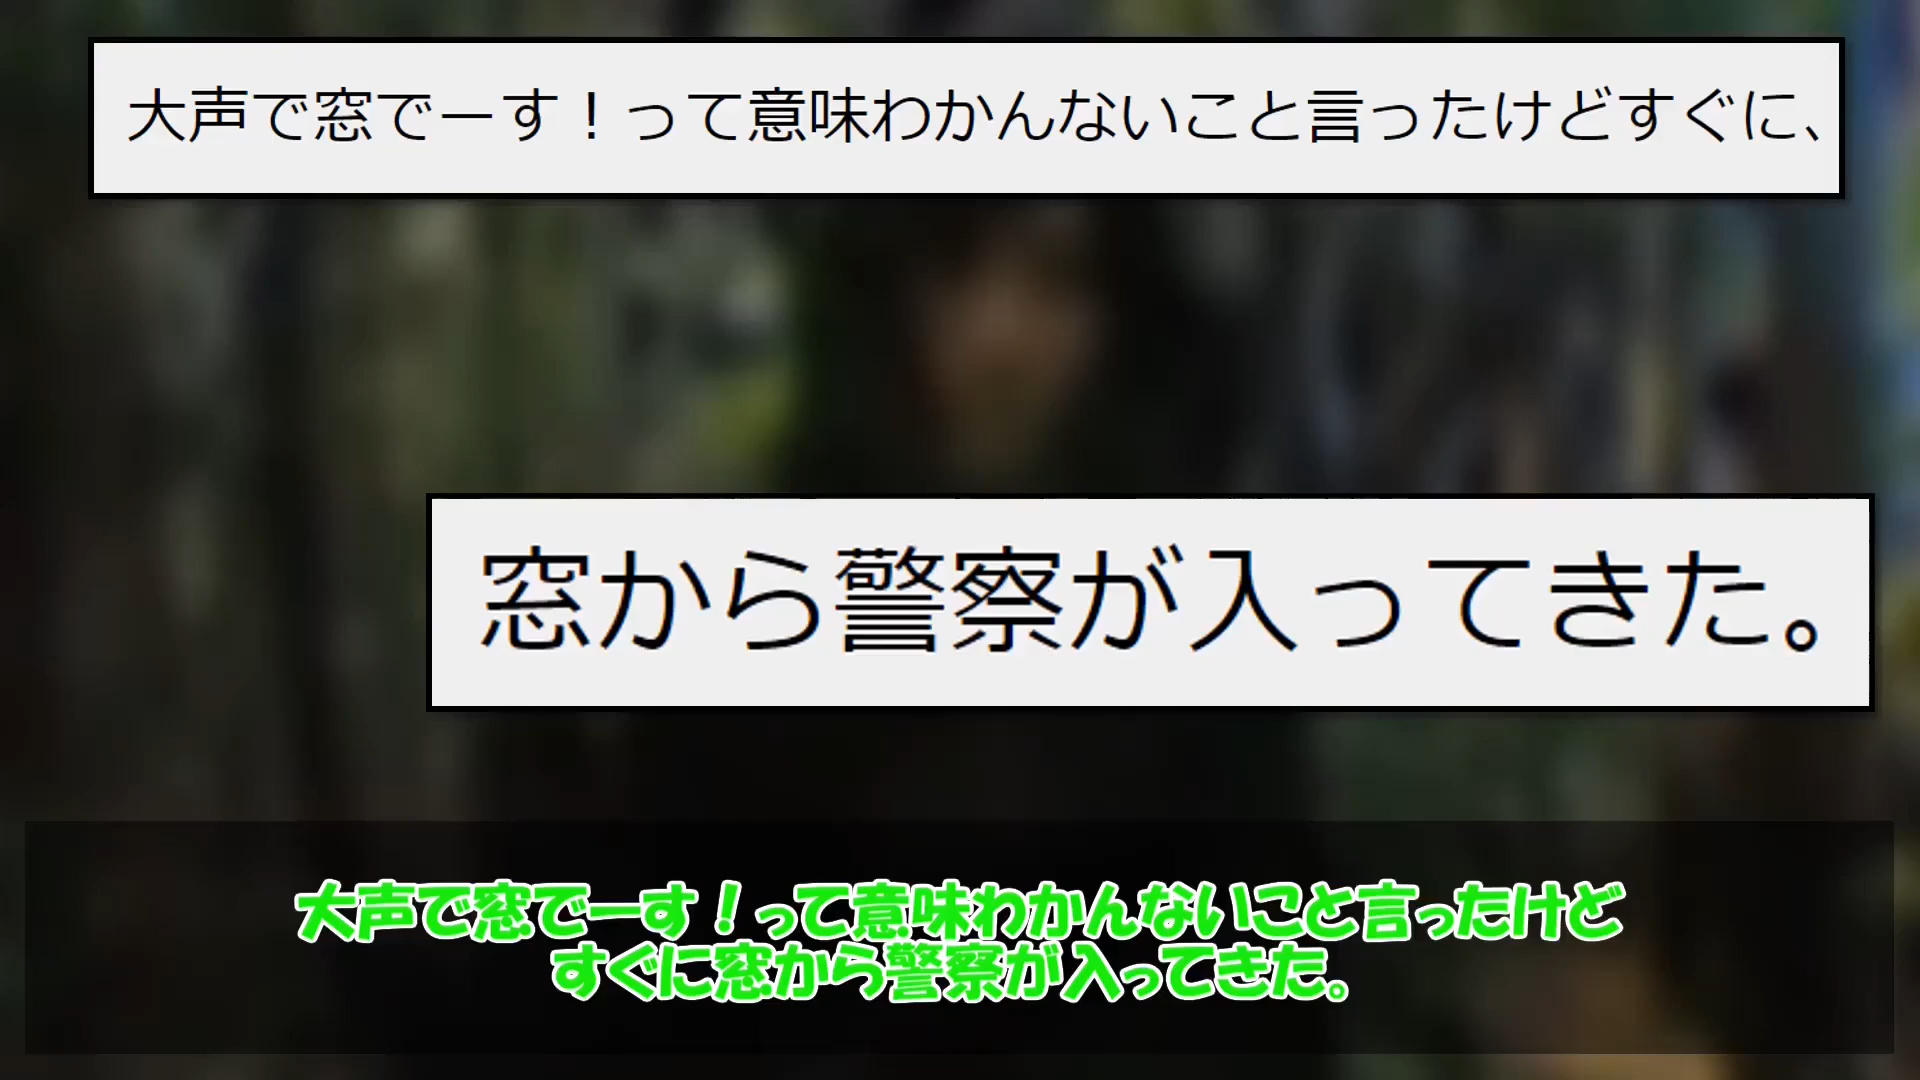 大声で窓でーす！って意味わかんないこと言ったけどすぐに、
窓から警察が入ってきた。
大声で窓でーす！って意味わかんないこと言ったけど
すぐに窓から警察が入ってきた。